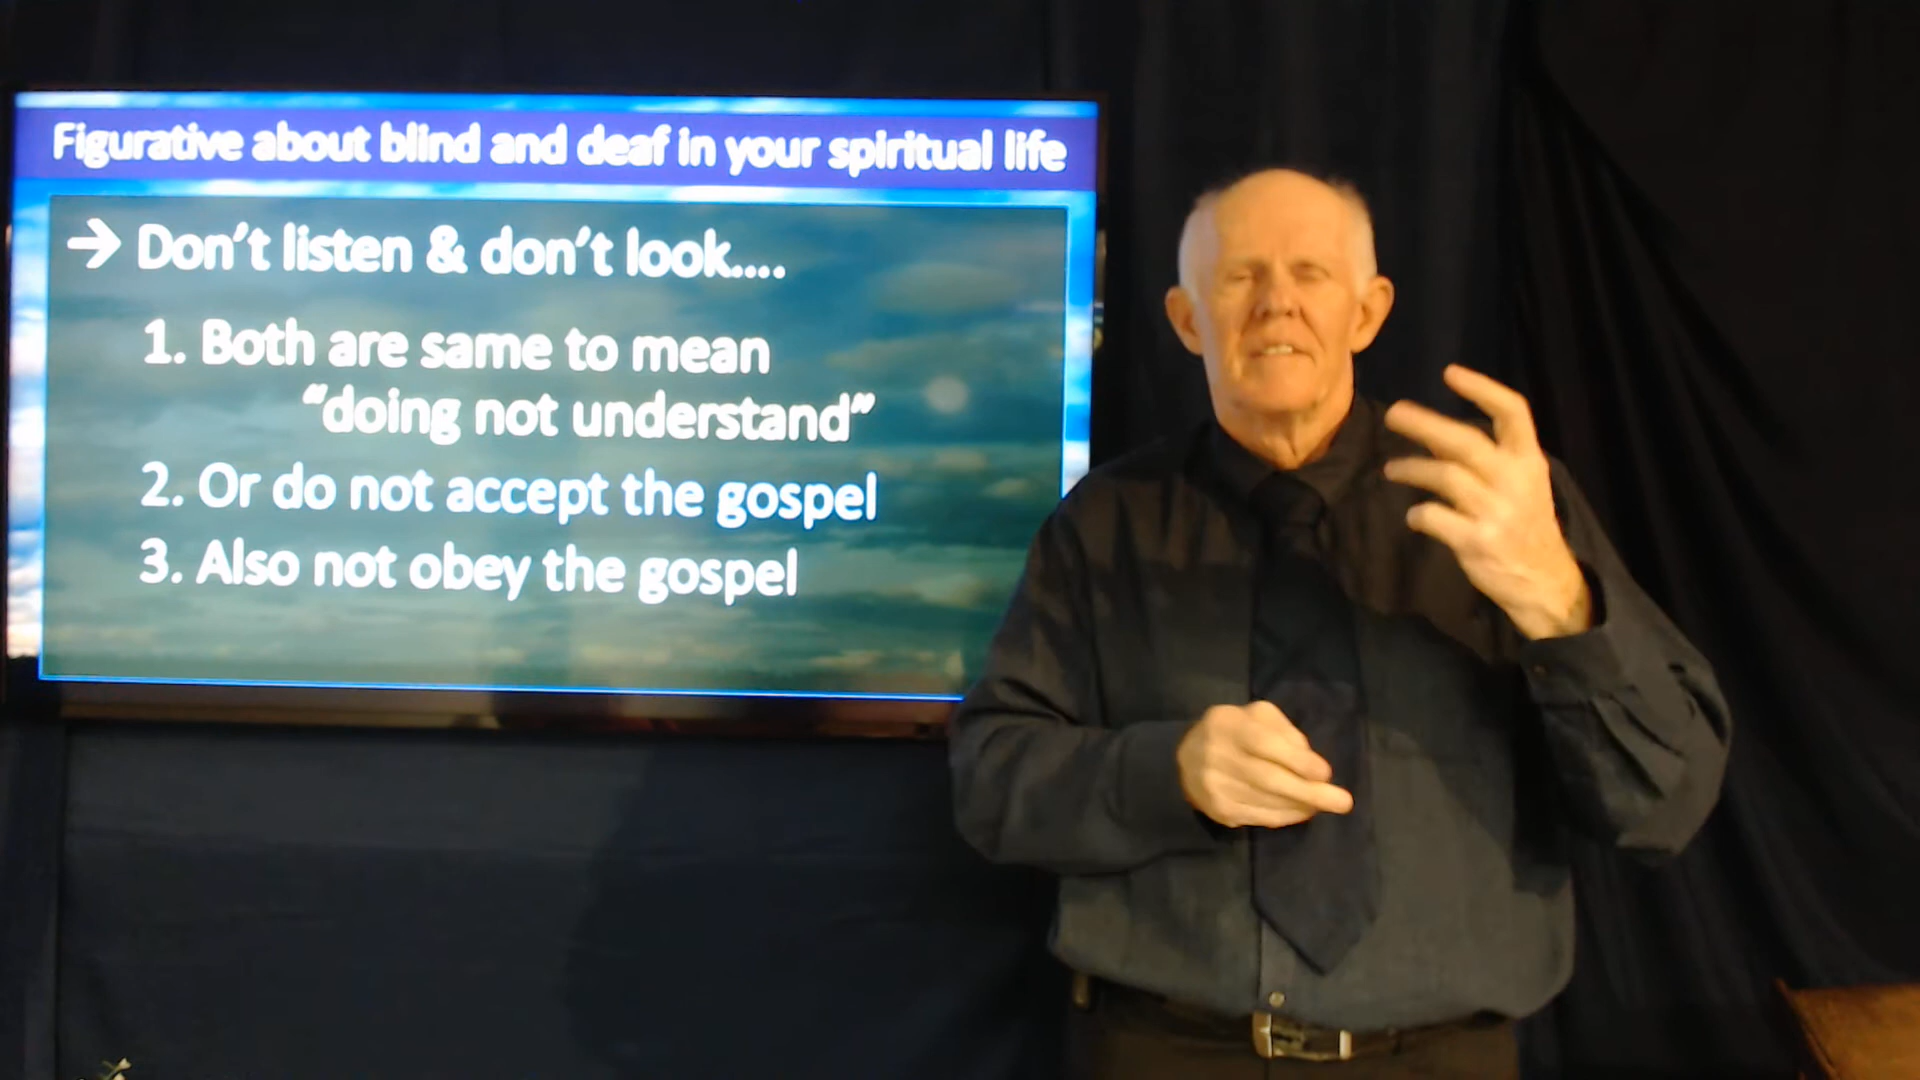 Figurative about blind and deaf in your spiritual life
→ Don't listen & don't look....
1. Both are same to mean
"doing not understand"
2. Or do not accept the gospel
3. Also not obey the gospel